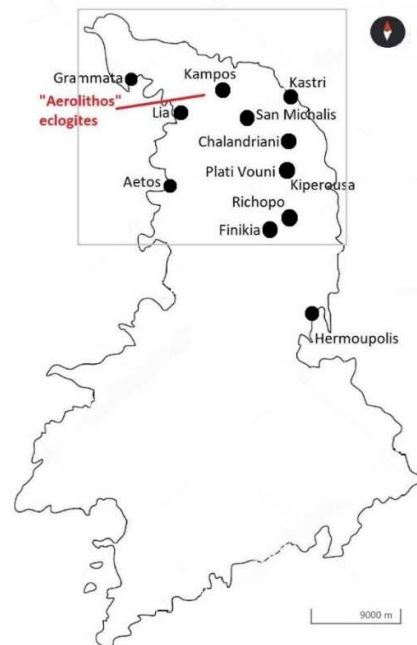 Grammata
Kampos
Kastri
"Aerolithos"
eclogites
Lia
San Michalis
Chalandriani
Plati Vouni
Aetos
Kiperousa
Richopo
Finikia
Hermoupolis
9000 m